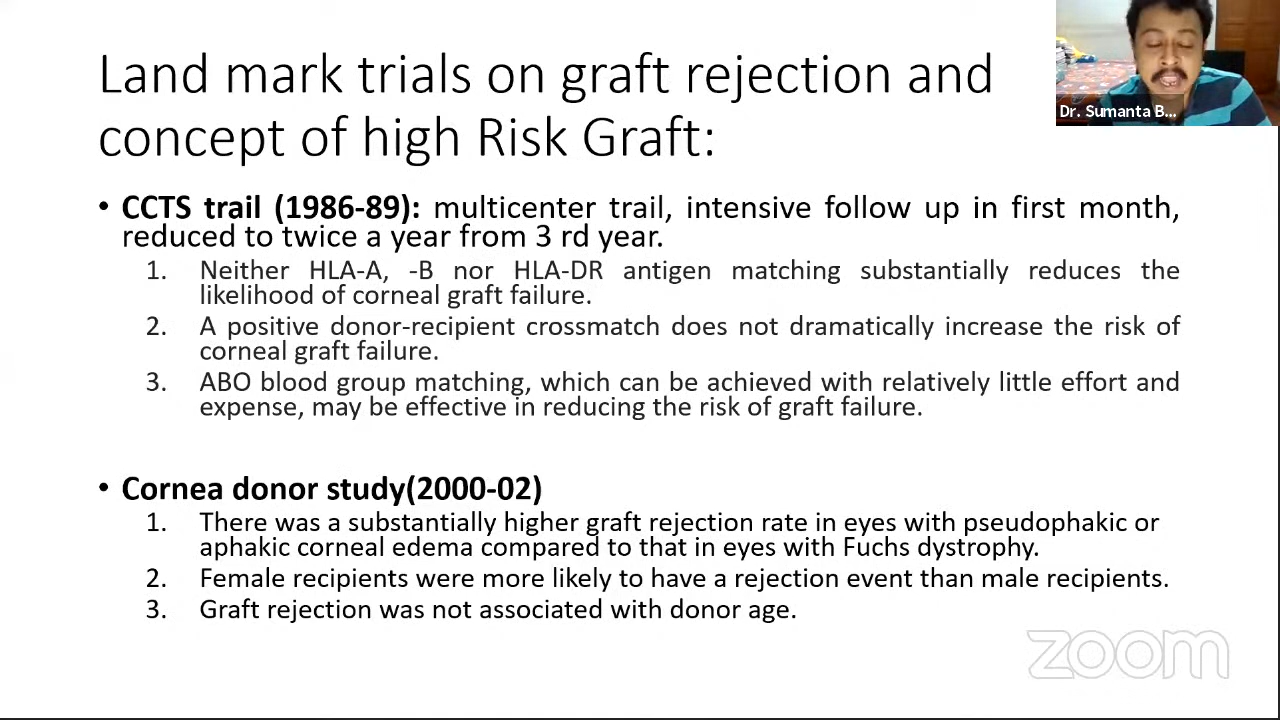 Land mark trials on graft rejection and
concept of high Risk Graft:
Dr. Sumanta B...
• CCTS trail (1986-89): multicenter trail, intensive follow up in first month,
reduced to twice a year from 3 rd year.
1. Neither HLA-A, -B nor HLA-DR antigen matching substantially reduces the
likelihood of corneal graft failure.
2. A positive donor-recipient crossmatch does not dramatically increase the risk of
corneal graft failure.
3. ABO blood group matching, which can be achieved with relatively little effort and
expense, may be effective in reducing the risk of graft failure.
• Cornea donor study(2000-02)
1. There was a substantially higher graft rejection rate in eyes with pseudophakic or
aphakic corneal edema compared to that in eyes with Fuchs dystrophy.
2. Female recipients were more likely to have a rejection event than male recipients.
3. Graft rejection was not associated with donor age.
zoom